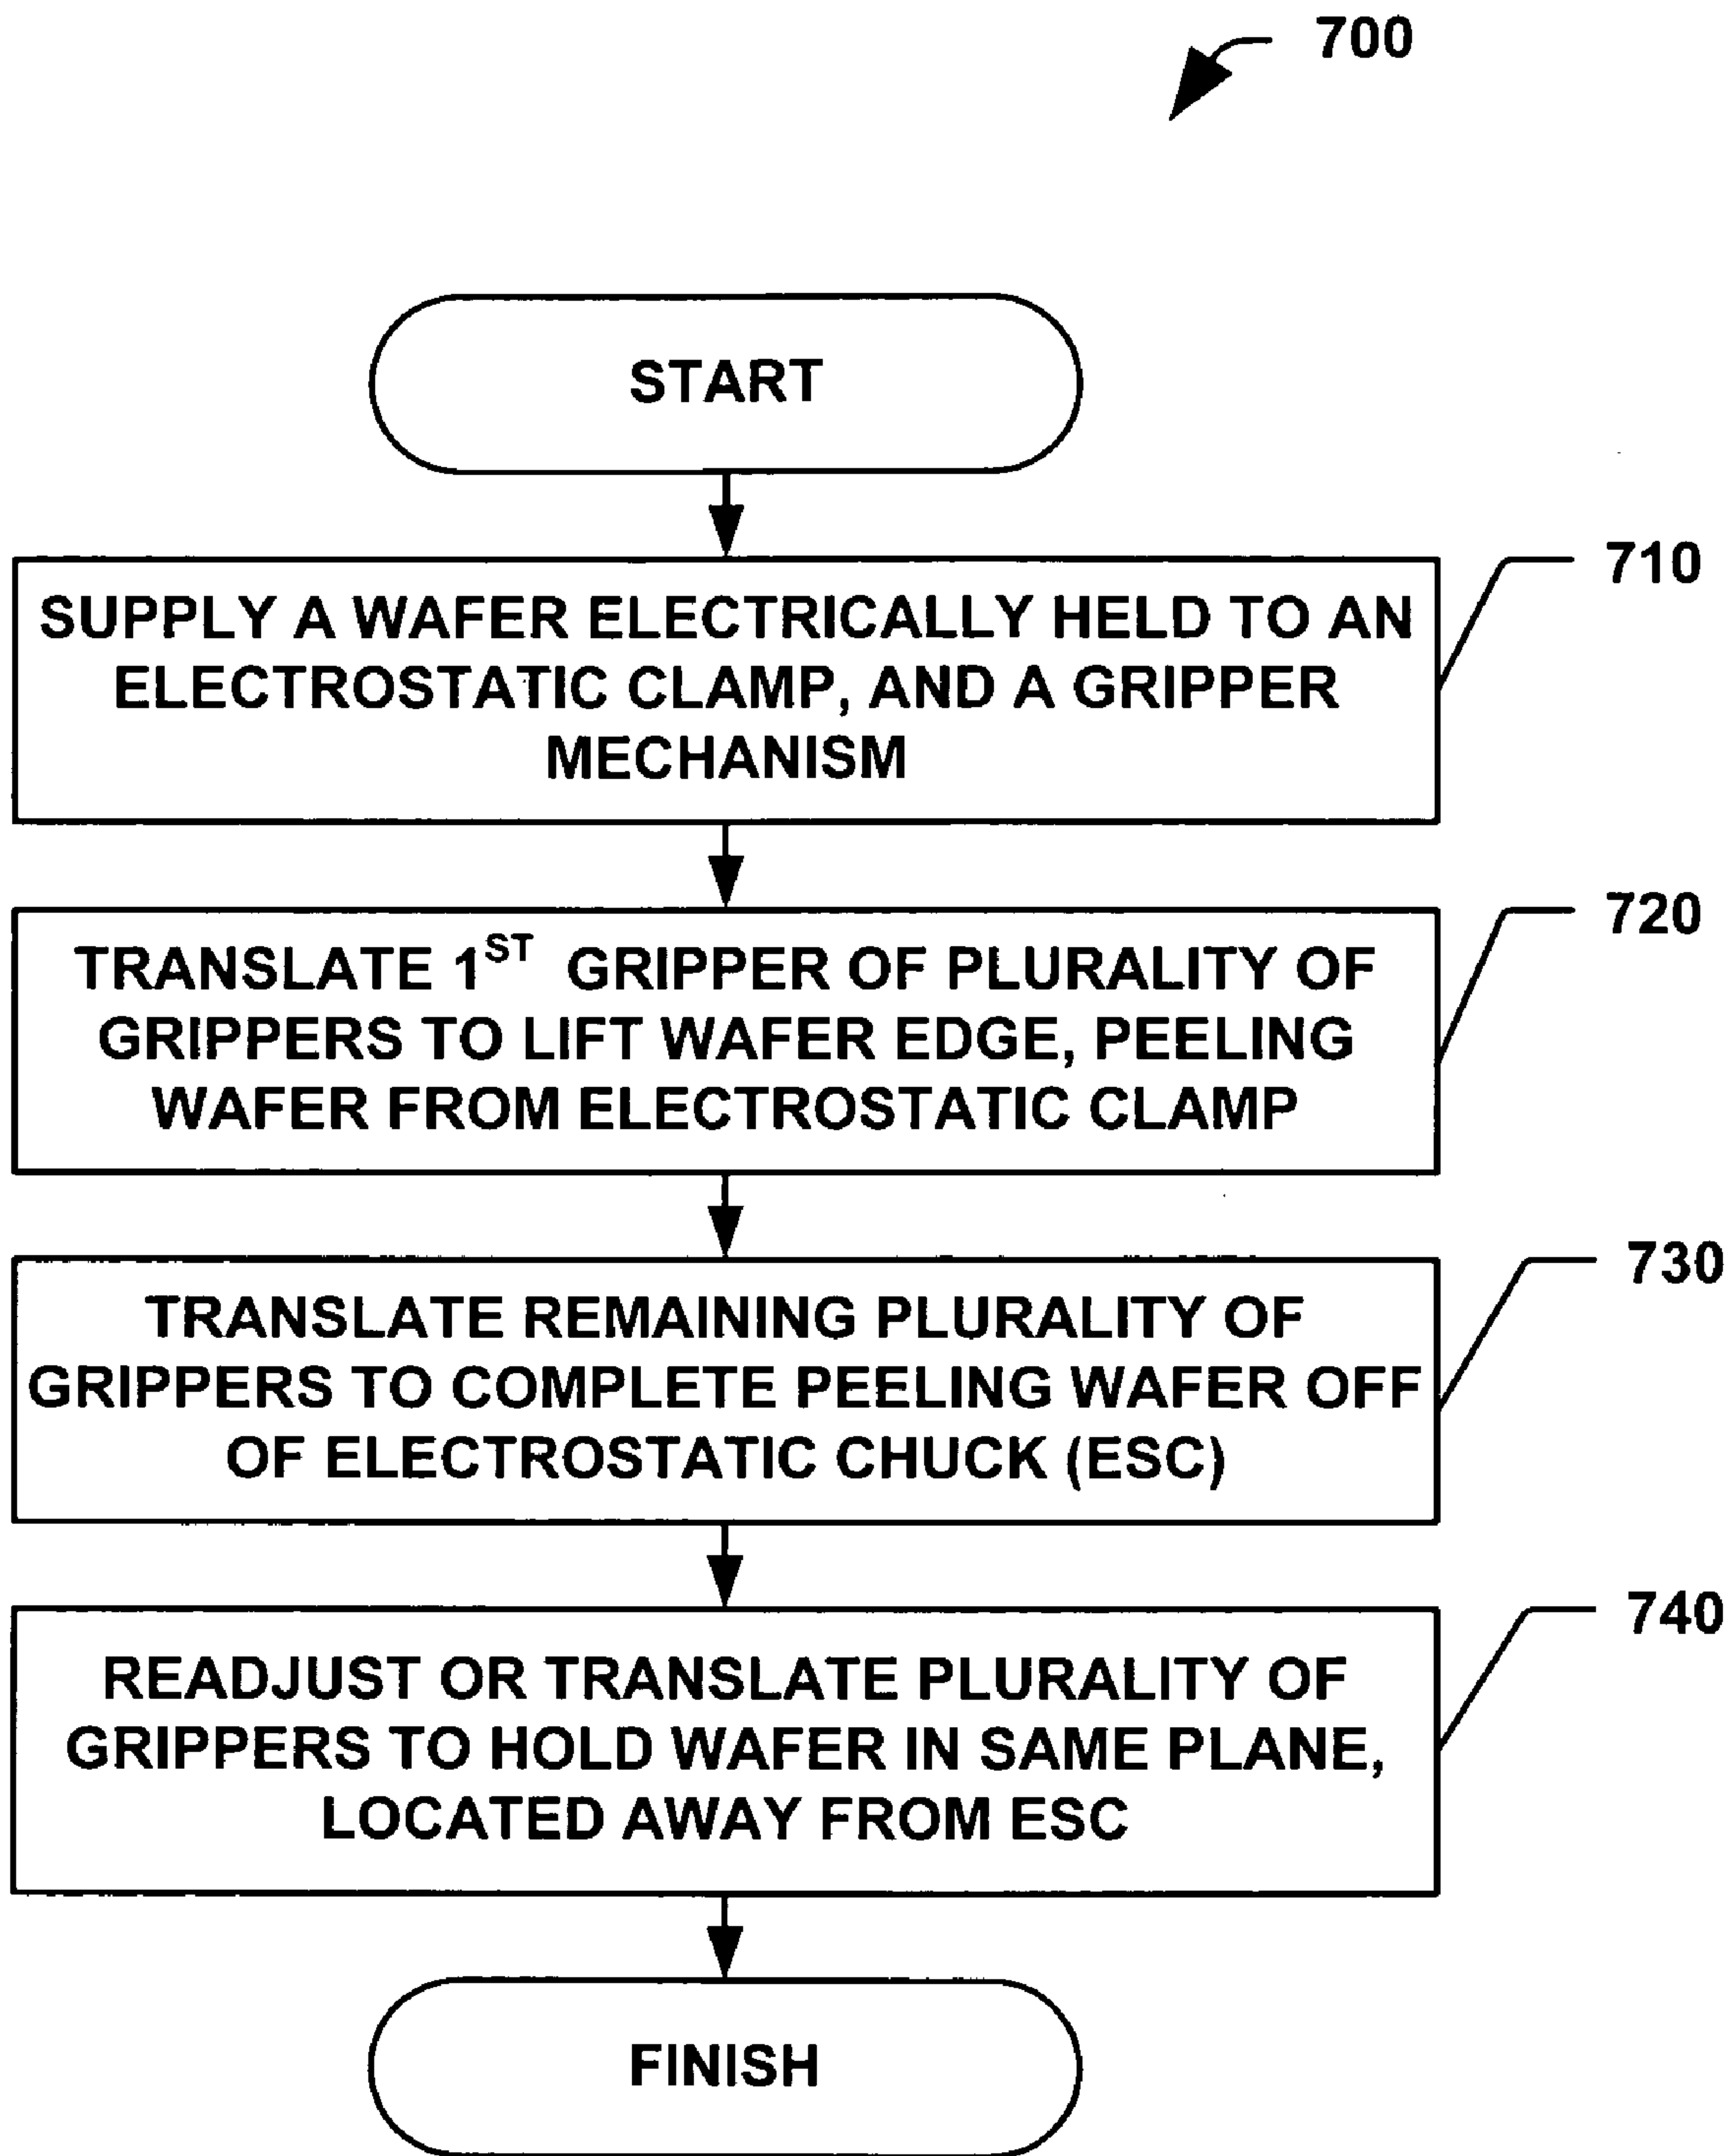 700
START
710
SUPPLY A WAFER ELECTRICALLY HELD TO AN
ELECTROSTATIC CLAMP, AND A GRIPPER
MECHANISM
720
TRANSLATE 1ST GRIPPER OF PLURALITY OF
GRIPPERS TO LIFT WAFER EDGE, PEELING
WAFER FROM ELECTROSTATIC CLAMP
730
TRANSLATE REMAINING PLURALITY OF
GRIPPERS TO COMPLETE PEELING WAFER OFF
OF ELECTROSTATIC CHUCK (ESC)
740
READJUST OR TRANSLATE PLURALITY OF
GRIPPERS TO HOLD WAFER IN SAME PLANE,
LOCATED AWAY FROM ESC
FINISH